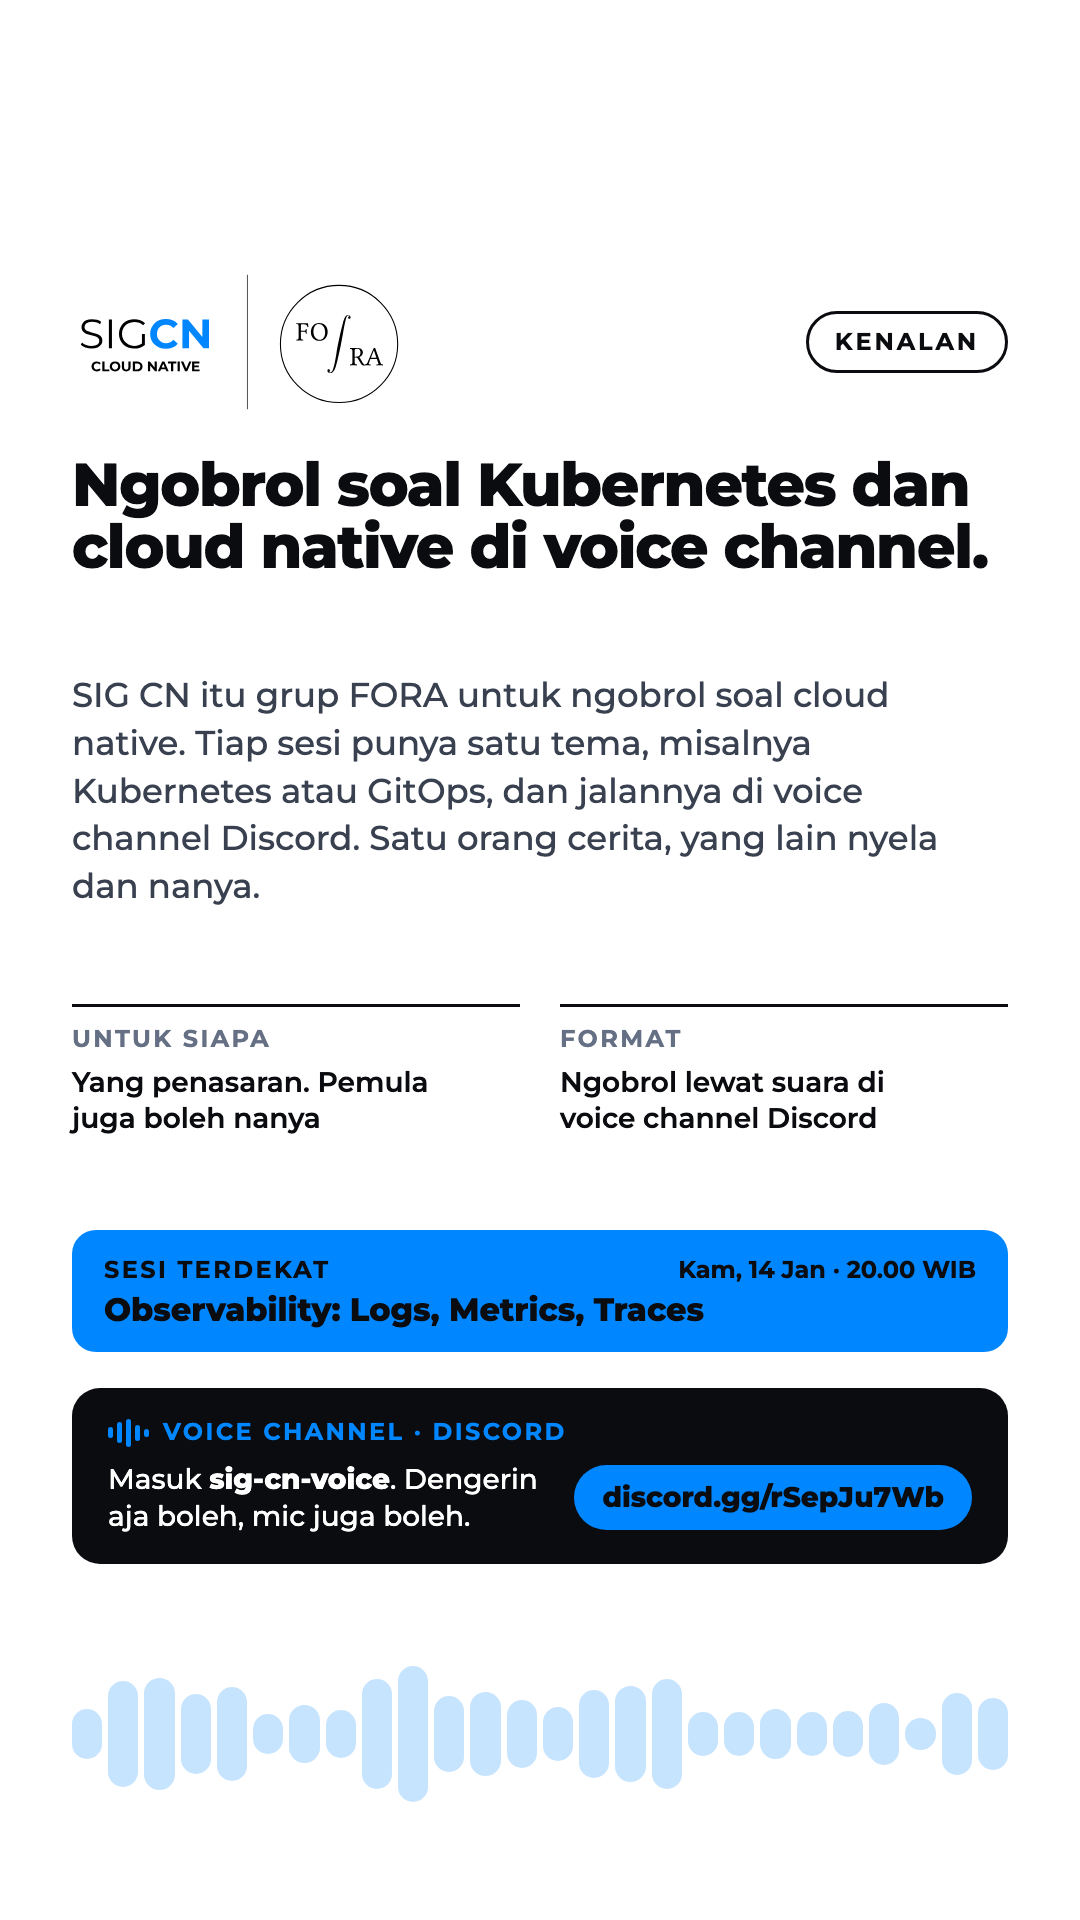 SIGCN
CLOUD NATIVE
FO RA
KENALAN
Ngobrol soal Kubernetes dan
cloud native di voice channel.
SIG CN itu grup FORA untuk ngobrol soal cloud
native. Tiap sesi punya satu tema, misalnya
Kubernetes atau GitOps, dan jalannya di voice
channel Discord. Satu orang cerita, yang lain nyela
dan nanya.
UNTUK SIAPA
Yang penasaran. Pemula
juga boleh nanya
FORMAT
Ngobrol lewat suara di
voice channel Discord
SESI TERDEKAT
Kam, 14 Jan · 20.00 WIB
Observability: Logs, Metrics, Traces
VOICE CHANNEL · DISCORD
Masuk sig-cn-voice. Dengerin
aja boleh, mic juga boleh.
discord.gg/rSepJu7Wb